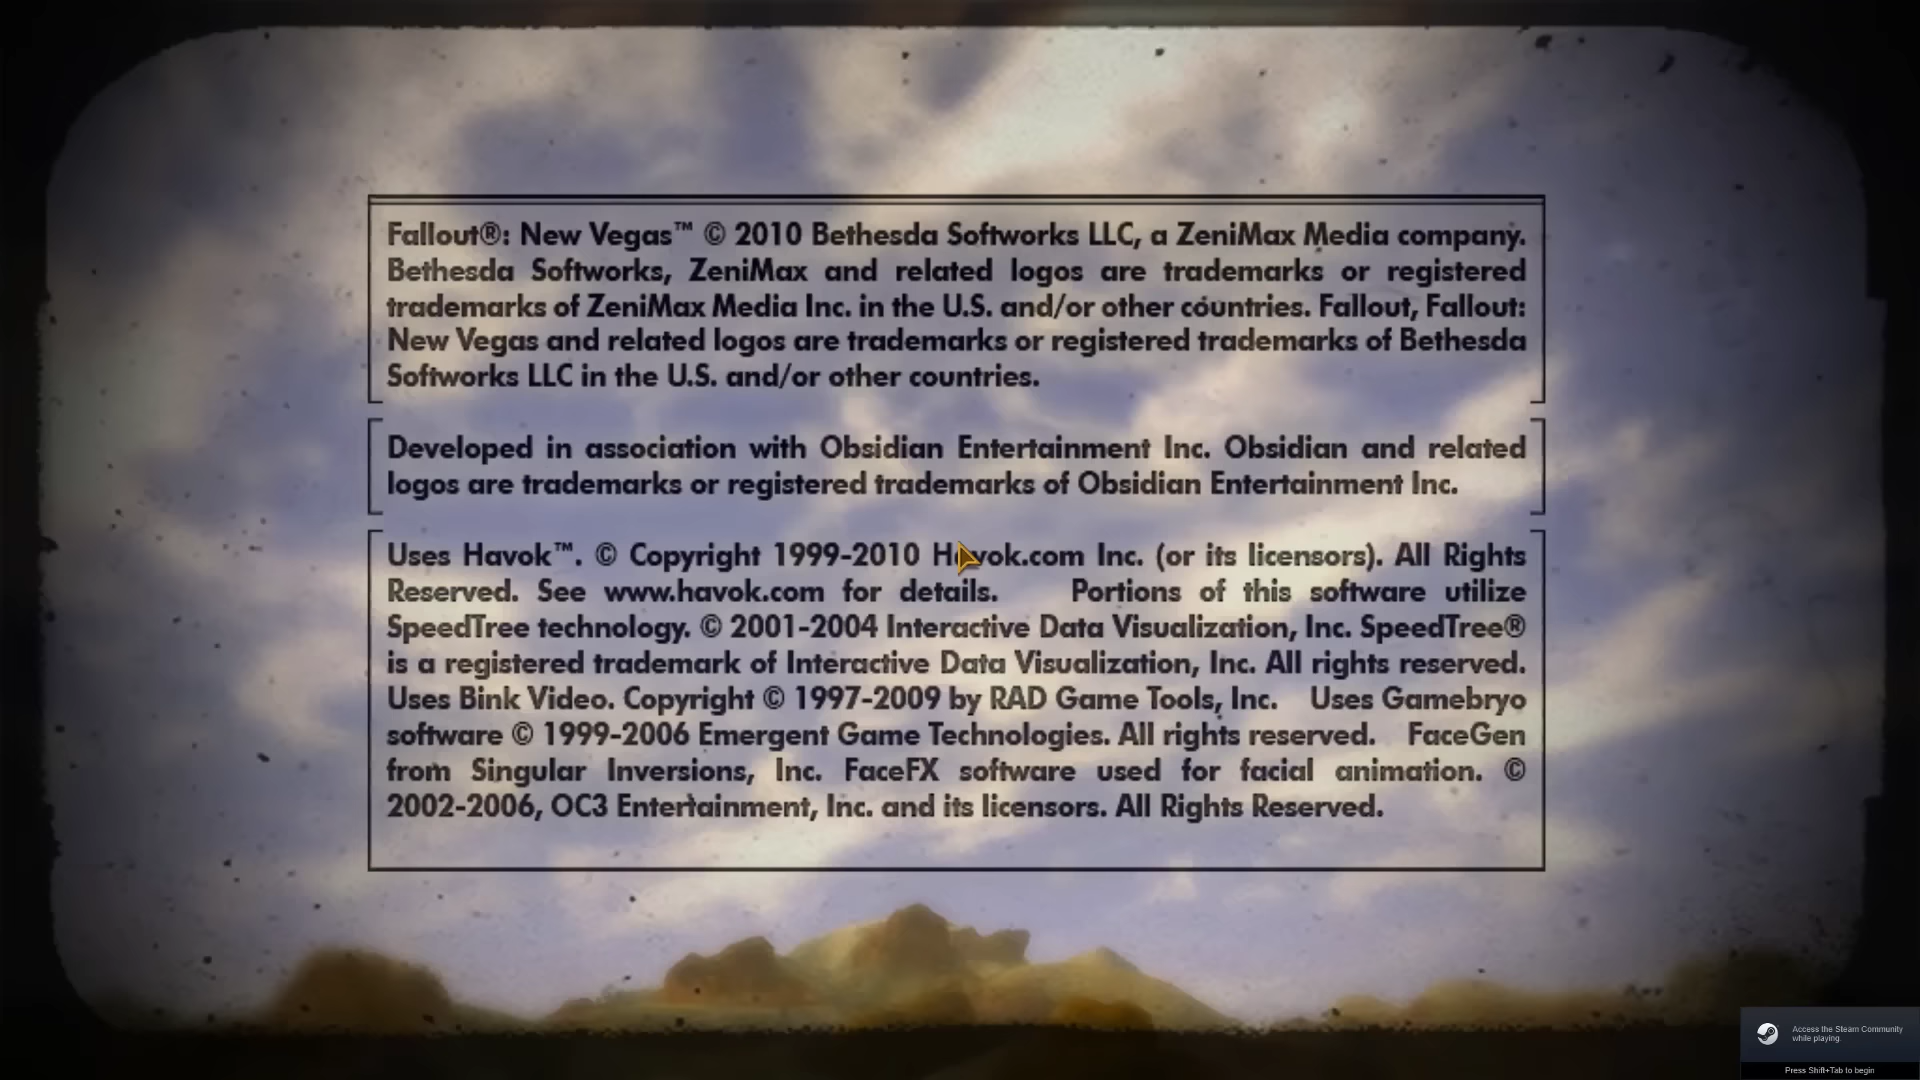 Fallout®: New Vegas™ © 2010 Bethesda Softworks LLC, a ZeniMax Media company.
Bethesda Softworks, ZeniMax and related logos are trademarks or registered
trademarks of ZeniMax Media Inc. in the U.S. and/or other countries. Fallout, Fallout:
New Vegas and related logos are trademarks or registered trademarks of Bethesda
Softworks LLC in the U.S. and/or other countries.
Developed in association with Obsidian Entertainment Inc. Obsidian and related
logos are trademarks or registered trademarks of Obsidian Entertainment Inc.
Uses Havok™. © Copyright 1999-2010 Havok.com Inc. (or its licensors). All Rights
Reserved. See www.havok.com for details. Portions of this software utilize
SpeedTree technology. © 2001-2004 Interactive Data Visualization, Inc. SpeedTree®
is a registered trademark of Interactive Data Visualization, Inc. All rights reserved.
Uses Bink Video. Copyright © 1997-2009 by RAD Game Tools, Inc. Uses Gamebryo
software © 1999-2006 Emergent Game Technologies. All rights reserved. FaceGen
from Singular Inversions, Inc. FaceFX software used for facial animation. ©
2002-2006, OC3 Entertainment, Inc. and its licensors. All Rights Reserved.
Access the Steam Community
while playing.
Press Shift+Tab to begin